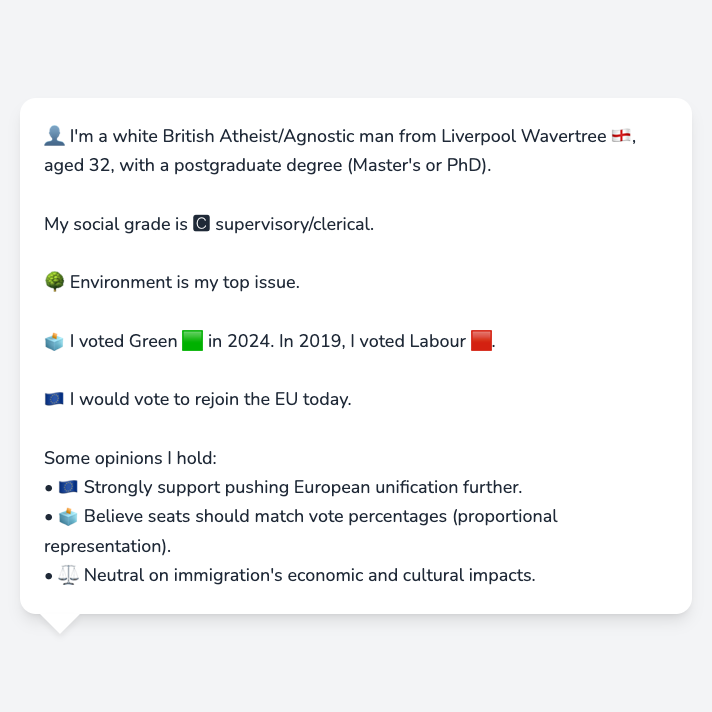 👤 I'm a white British Atheist/Agnostic man from Liverpool Wavertree 🏴󠁧󠁢󠁥󠁮󠁧󠁿,
aged 32, with a postgraduate degree (Master's or PhD).
My social grade is 🅲 supervisory/clerical.
🌳 Environment is my top issue.
🗳️ I voted Green 🟩 in 2024. In 2019, I voted Labour 🟥.
🇪🇺 I would vote to rejoin the EU today.
Some opinions I hold:
• 🇪🇺 Strongly support pushing European unification further.
• 🗳️ Believe seats should match vote percentages (proportional
representation).
• ⚖️ Neutral on immigration's economic and cultural impacts.